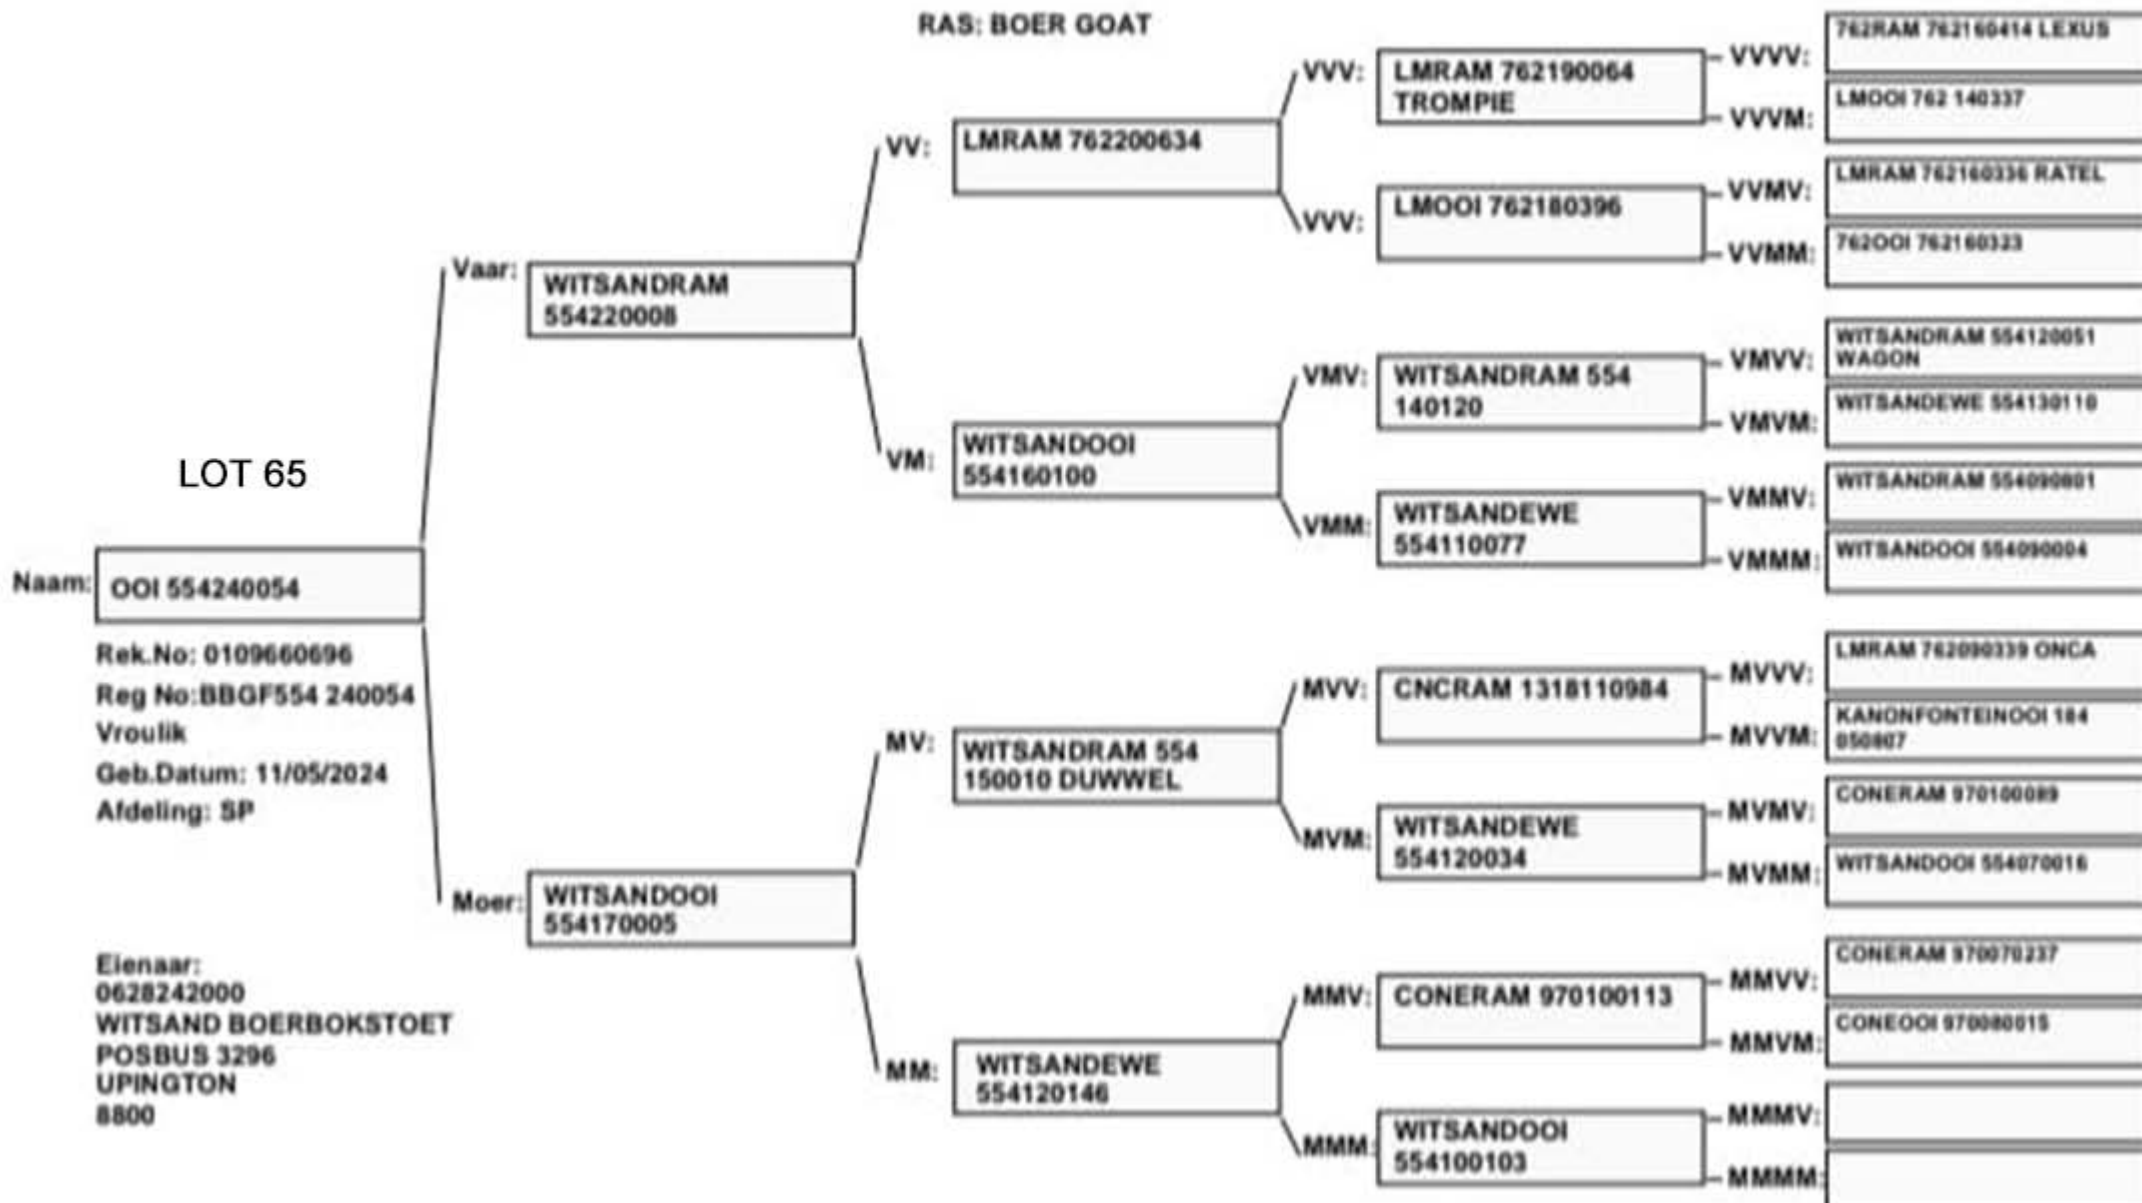 RAS: BOER GOAT
LOT 65
Naam: OOI 554240054
Rek.No: 0109660696
Reg No:BBGF554 240054
Vroulik
Geb.Datum: 11/05/2024
Afdeling: SP
Eienaar:
0628242000
WITSAND BOERBOKSTOET
POSBUS 3296
UPINGTON
8800
Vaar: WITSANDRAM
554220008
Moer: WITSANDOOI
554170005
VV: LMRAM 762200634
VM: WITSANDOOI
554160100
MV: WITSANDRAM 554
150010 DUWWEL
MM: WITSANDEWE
554120146
VVV: LMRAM 762190064
TROMPIE
VVV: LMOOI 762180396
VMV: WITSANDRAM 554
140120
VMM: WITSANDEWE
554110077
MVV: CNCRAM 1318110984
MVM: WITSANDEWE
554120034
MMV: CONERAM 970100113
MMM: WITSANDOOI
554100103
VVVV: 762RAM 762160414 LEXUS
VVVM: LMOOI 762 140337
VVMV: LMRAM 762160336 RATEL
VVMM: 762OOI 762160323
VMVV: WITSANDRAM 554120051
WAGON
VMVM: WITSANDEWE 554130110
VMMV: WITSANDRAM 554090801
VMMM: WITSANDOOI 554090004
MVVV: LMRAM 762090339 ONCA
MVVM: KANONFONTEINOOI 184
050807
MVMV: CONERAM 970100089
MVMM: WITSANDOOI 554070016
MMVV: CONERAM 970070237
MMVM: CONEOOI 970080015
MMMV:
MMMM: